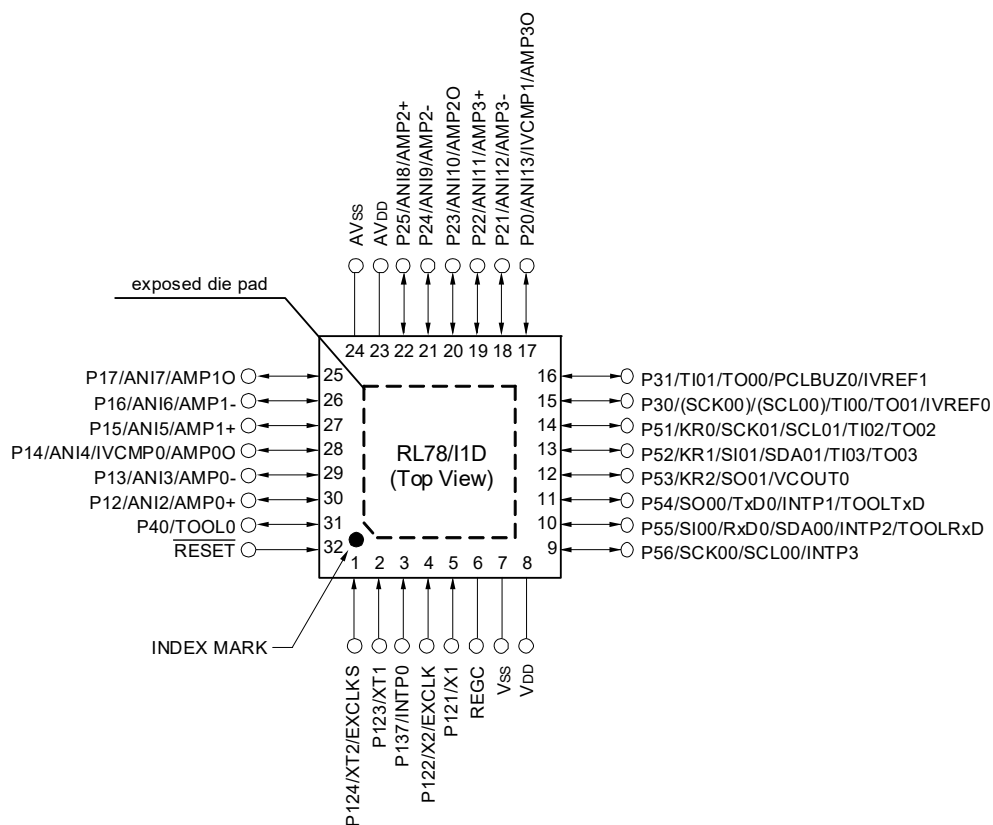 AVSS
AVDD
P25/ANI8/AMP2+
P24/ANI9/AMP2-
P23/ANI10/AMP2O
P22/ANI11/AMP3+
P21/ANI12/AMP3-
P20/ANI13/IVCMP1/AMP3O
exposed die pad
24 23 22 21 20 19 18 17
P17/ANI7/AMP1O 25
P16/ANI6/AMP1- 26
P15/ANI5/AMP1+ 27
P14/ANI4/IVCMP0/AMP0O 28
P13/ANI3/AMP0- 29
P12/ANI2/AMP0+ 30
P40/TOOL0 31
RESET 32
RL78/I1D
(Top View)
16 P31/TI01/TO00/PCLBUZ0/IVREF1
15 P30/(SCK00)/(SCL00)/TI00/TO01/IVREF0
14 P51/KR0/SCK01/SCL01/TI02/TO02
13 P52/KR1/SI01/SDA01/TI03/TO03
12 P53/KR2/SO01/VCOUT0
11 P54/SO00/TxD0/INTP1/TOOLTxD
10 P55/SI00/RxD0/SDA00/INTP2/TOOLRxD
9 P56/SCK00/SCL00/INTP3
1 2 3 4 5 6 7 8
INDEX MARK
P124/XT2/EXCLKS
P123/XT1
P137/INTP0
P122/X2/EXCLK
P121/X1
REGC
VSS
VDD